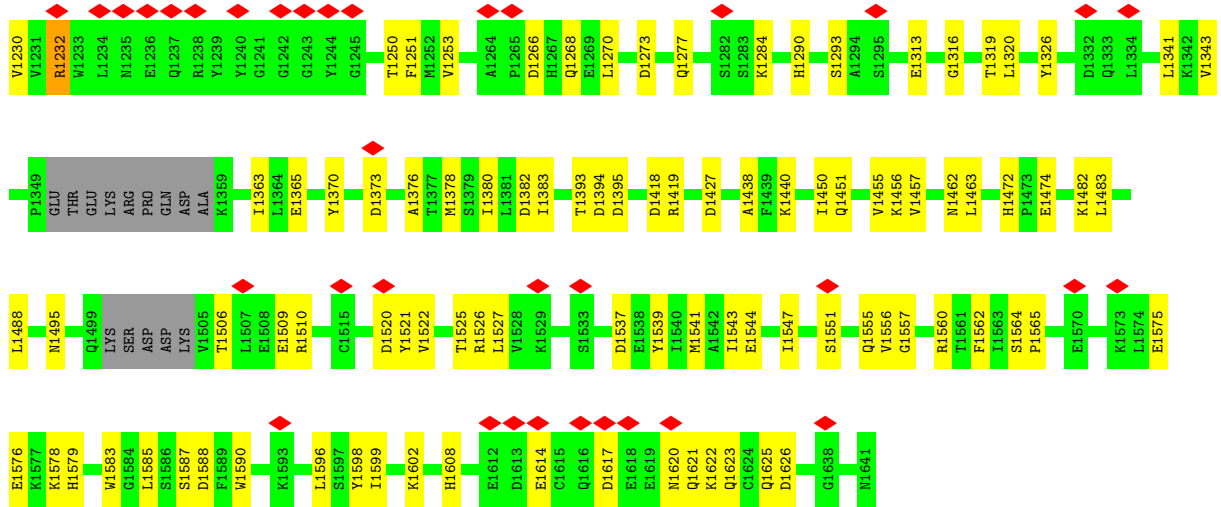 V1230 V1231 R1232 W1233 L1234 N1235 E1236 Q1237 R1238 Y1239 Y1240 G1241 G1242 G1243 Y1244 G1245 T1250 F1251 M1252 V1253 A1264 P1265 D1266 H1267 Q1268 E1269 L1270 D1273 Q1277 S1282 S1283 K1284 H1290 S1293 A1294 S1295 E1313 G1316 T1319 L1320 Y1326 D1332 Q1333 L1334 L1341 K1342 V1343
P1349 GLU THR GLU LYS ARG PRO GLN ASP ALA K1359 I1363 L1364 E1365 Y1370 D1373 A1376 T1377 M1378 S1379 I1380 L1381 D1382 I1383 T1393 D1394 D1395 D1418 R1419 D1427 A1438 F1439 K1440 I1450 Q1451 V1455 K1456 V1457 N1462 L1463 H1472 P1473 E1474 K1482 L1483
L1488 N1495 Q1499 LYS SER ASP ASP LYS V1505 T1506 L1507 E1508 E1509 R1510 C1515 D1520 Y1521 V1522 T1525 R1526 L1527 V1528 K1529 S1533 D1537 E1538 Y1539 I1540 M1541 A1542 I1543 E1544 I1547 S1551 Q1555 V1556 G1557 R1560 T1561 F1562 I1563 S1564 P1565 E1570 K1573 L1574 E1575
E1576 K1577 K1578 H1579 W1583 G1584 L1585 S1586 S1587 D1588 F1589 W1590 K1593 L1596 S1597 Y1598 I1599 K1602 H1608 E1612 D1613 E1614 C1615 Q1616 D1617 E1618 E1619 N1620 Q1621 K1622 Q1623 C1624 Q1625 D1626 G1638 N1641